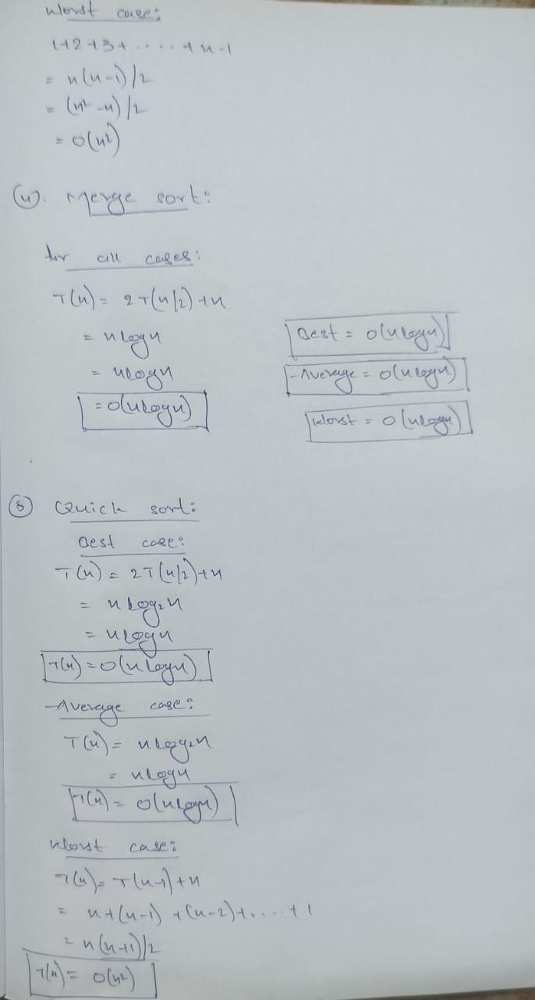 Worst case:
1+2+3+.....+n-1
= n(n-1)/2
= (n²-n)/2
= O(n²)
(4). Merge sort:
for all cases:
T(n) = 2T(n/2)+n
= nlogn
= nlogn
= O(nlogn)
Best = O(nlogn)
Average = O(nlogn)
Worst = O(nlogn)
(5) Quick sort:
Best case:
T(n) = 2T(n/2)+n
= n log₂n
= nlogn
T(n) = O(nlogn)
Average case:
T(n) = nlog₂n
= nlogn
T(n) = O(nlogn)
Worst case:
T(n) = T(n-1)+n
= n+(n-1)+(n-2)+....+1
= n(n+1)/2
T(n) = O(n²)